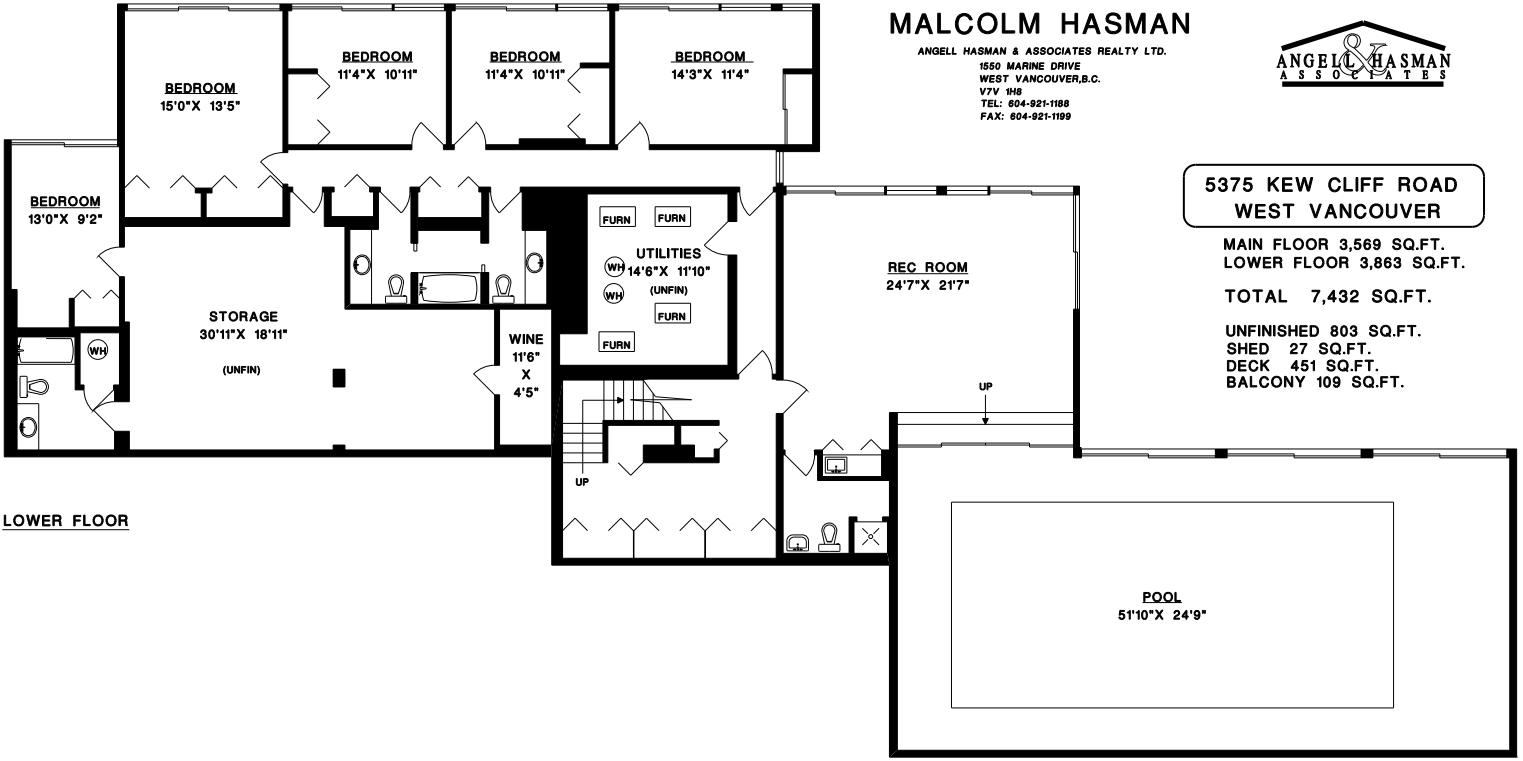 MALCOLM HASMAN
ANGELL HASMAN & ASSOCIATES REALTY LTD.
1550 MARINE DRIVE
WEST VANCOUVER,B.C.
V7V 1H8
TEL: 604-921-1188
FAX: 604-921-1199
ANGELL & HASMAN
ASSOCIATES
5375 KEW CLIFF ROAD
WEST VANCOUVER
MAIN FLOOR 3,569 SQ.FT.
LOWER FLOOR 3,863 SQ.FT.
TOTAL 7,432 SQ.FT.
UNFINISHED 803 SQ.FT.
SHED 27 SQ.FT.
DECK 451 SQ.FT.
BALCONY 109 SQ.FT.
BEDROOM
15'0"X 13'5"
BEDROOM
11'4"X 10'11"
BEDROOM
11'4"X 10'11"
BEDROOM
14'3"X 11'4"
BEDROOM
13'0"X 9'2"
FURN
FURN
UTILITIES
WH
14'6"X 11'10"
(UNFIN)
WH
FURN
FURN
REC ROOM
24'7"X 21'7"
STORAGE
30'11"X 18'11"
(UNFIN)
WINE
11'6"
X
4'5"
WH
UP
UP
LOWER FLOOR
POOL
51'10"X 24'9"